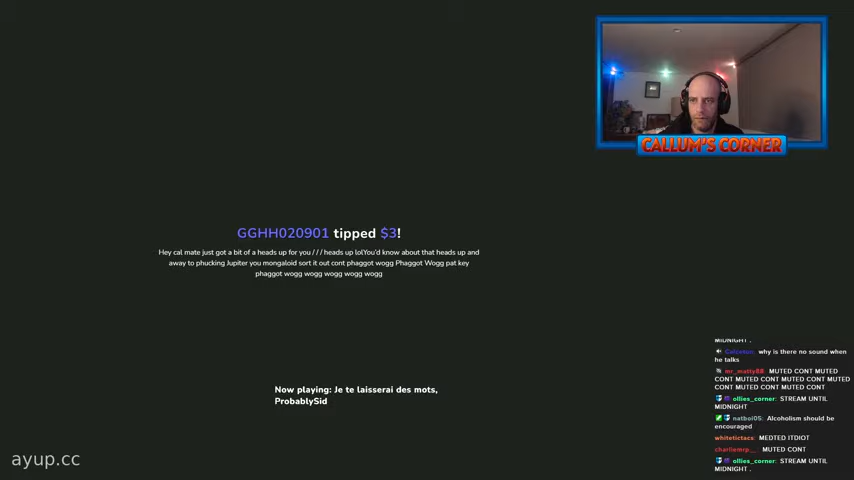 CALLUM'S CORNER
GGHH020901 tipped $3!
Hey cal mate just got a bit of a heads up for you / / / heads up lolYou'd know about that heads up and
away to phucking Jupiter you mongaloid sort it out cont phaggot wogg Phaggot Wogg pat key
phaggot wogg wogg wogg wogg wogg
MIDNIGHT .
why is there no sound when
he talks
mr_matty88: MUTED CONT MUTED
CONT MUTED CONT MUTED CONT MUTED
CONT MUTED CONT MUTED CONT
ollies_corner: STREAM UNTIL
MIDNIGHT
natboi05: Alcoholism should be
encouraged
whitetictacs: MEDTED ITDIOT
charliemrp__: MUTED CONT
ollies_corner: STREAM UNTIL
MIDNIGHT .
Now playing: Je te laisserai des mots,
ProbablySid
ayup.cc